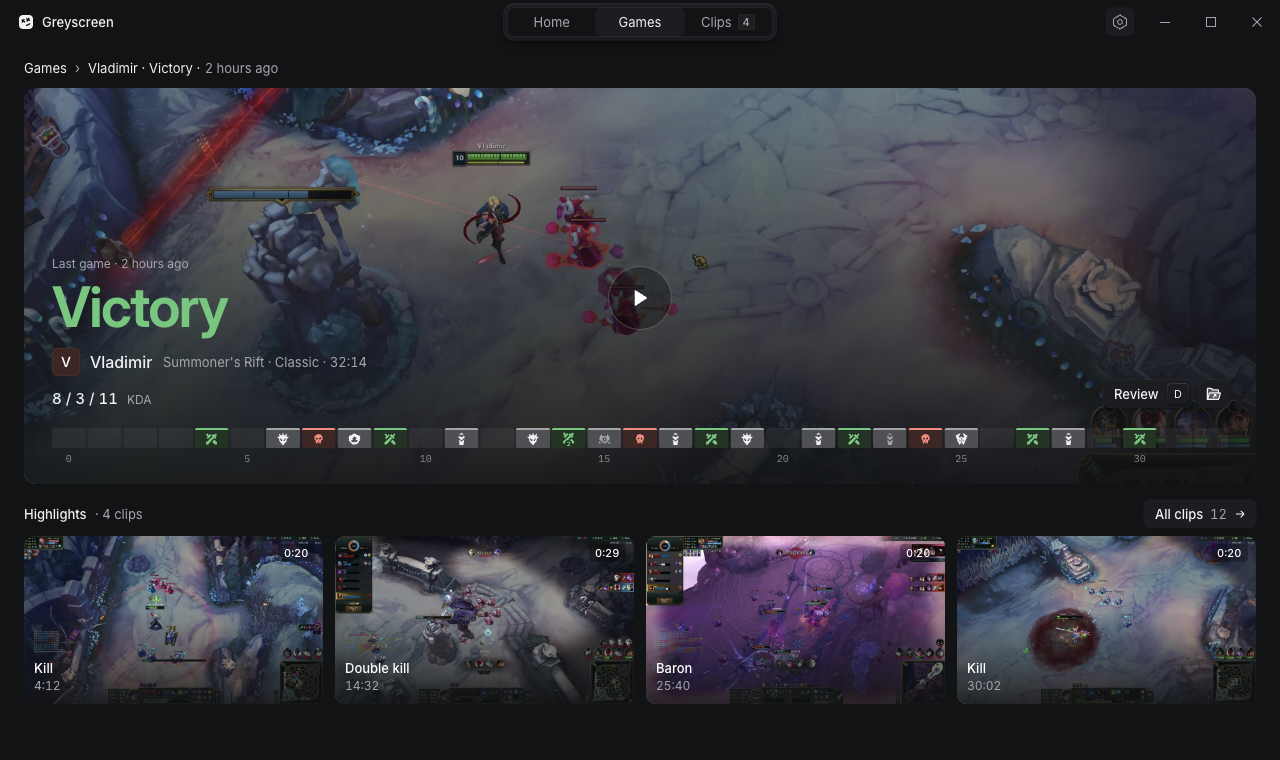 Greyscreen
Home
Games
Clips 4
Games › Vladimir · Victory · 2 hours ago
Vladimir
10
Last game · 2 hours ago
Victory
V Vladimir Summoner's Rift · Classic · 32:14
8 / 3 / 11 KDA
Review D
0 5 10 15 20 25 30
Highlights · 4 clips
All clips 12 →
0:20
Kill
4:12
0:29
Double kill
14:32
0:20
Baron
25:40
0:20
Kill
30:02